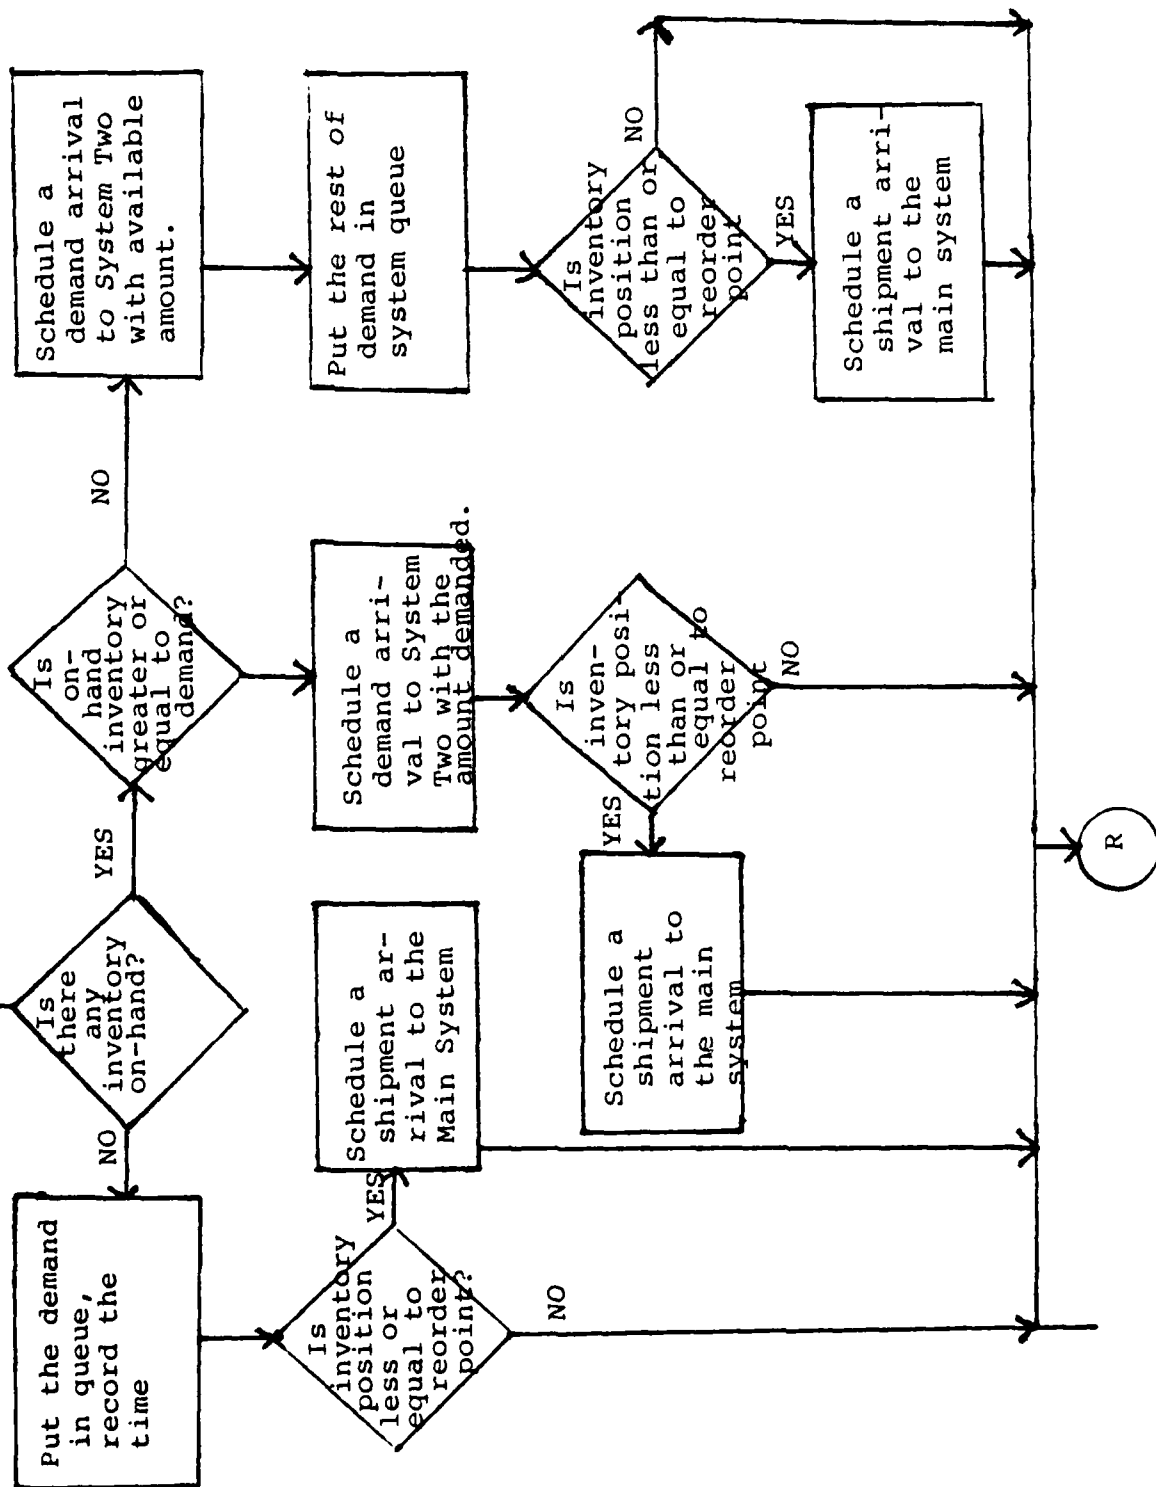 Put the demand
in queue,
record the
time
NO
Is
there
any
inventory
on-hand?
YES
Is
on-
hand
inventory
greater or
equal to
demand?
NO
Schedule a
demand arrival
to System Two
with available
amount.
Is
inventory
position
less or
equal to
reorder
point?
YES
NO
Schedule a
shipment ar-
rival to the
Main System
Schedule a
demand arri-
val to System
Two with the
amount demanded.
Put the rest of
demand in
system queue
Is
inven-
tory posi-
tion less
than or
equal to
reorder
point
YES
NO
Schedule a
shipment
arrival to
the main
system
Is
inventory
position
less than or
equal to
reorder
point
NO
YES
Schedule a
shipment arri-
val to the
main system
R